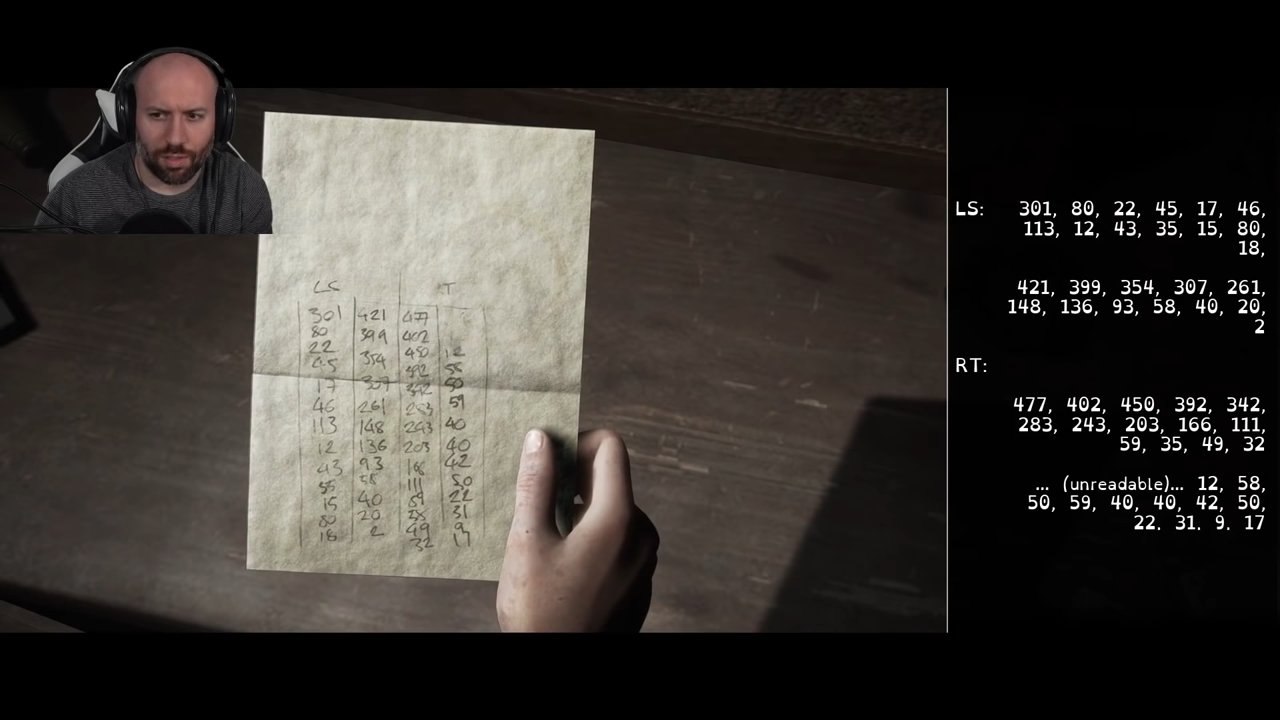 LS T
301 421 477
80 399 402
22 354 450 12
45 392
17 307 342 50
46 261 283 59
113 148 243 40
12 136 203 40
43 93 42
58 111 50
15 40 59 22
80 20 31
18 2 49 9
32 17
LS: 301, 80, 22, 45, 17, 46,
113, 12, 43, 35, 15, 80,
18,
421, 399, 354, 307, 261,
148, 136, 93, 58, 40, 20,
2
RT:
477, 402, 450, 392, 342,
283, 243, 203, 166, 111,
59, 35, 49, 32
... (unreadable)... 12, 58,
50, 59, 40, 40, 42, 50,
22. 31. 9. 17